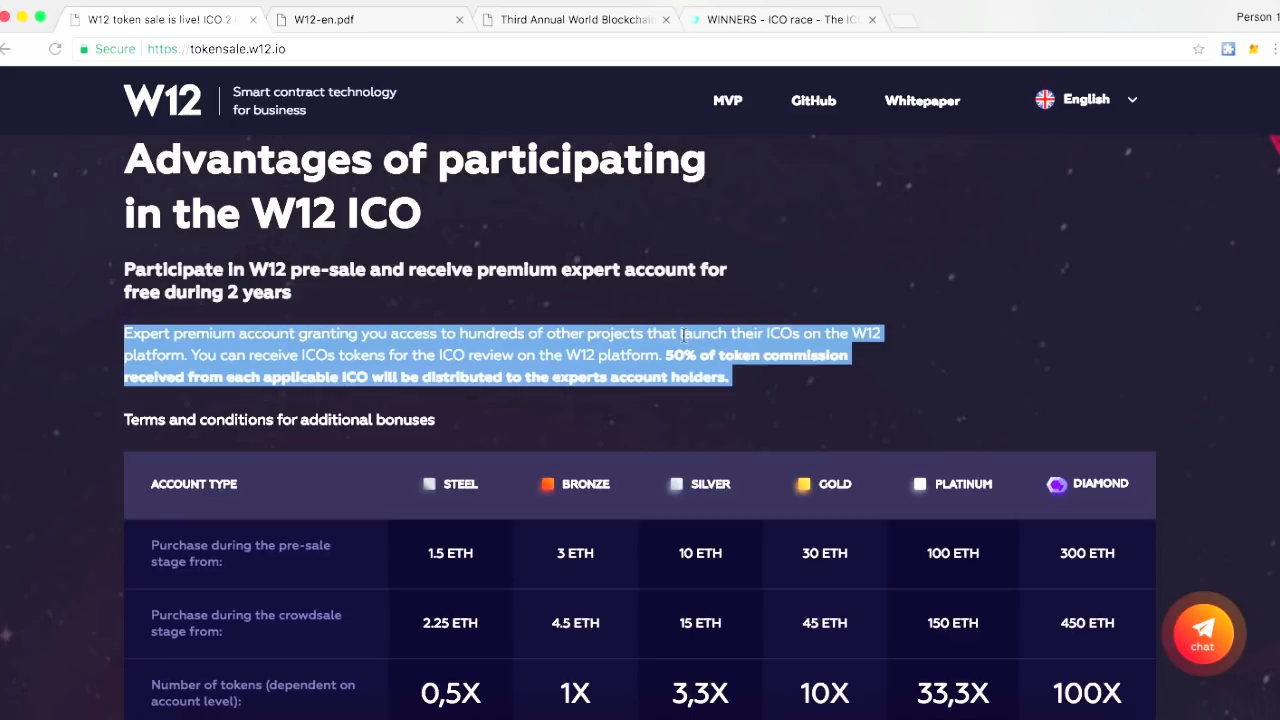 W12 token sale is live! ICO 2
W12-en.pdf
Third Annual World Blockchain
WINNERS - ICO race - The IC
Person 1
Secure
https://tokensale.w12.io
W12
Smart contract technology
for business
MVP
GitHub
Whitepaper
English
Advantages of participating
in the W12 ICO
Participate in W12 pre-sale and receive premium expert account for
free during 2 years
Expert premium account granting you access to hundreds of other projects that launch their ICOs on the W12
platform. You can receive ICOs tokens for the ICO review on the W12 platform. 50% of token commission
received from each applicable ICO will be distributed to the experts account holders.
Terms and conditions for additional bonuses
ACCOUNT TYPE STEEL BRONZE SILVER GOLD PLATINUM DIAMOND
Purchase during the pre-sale
stage from:
1.5 ETH 3 ETH 10 ETH 30 ETH 100 ETH 300 ETH
Purchase during the crowdsale
stage from:
2.25 ETH 4.5 ETH 15 ETH 45 ETH 150 ETH 450 ETH
Number of tokens (dependent on
account level):
0,5X 1X 3,3X 10X 33,3X 100X
chat